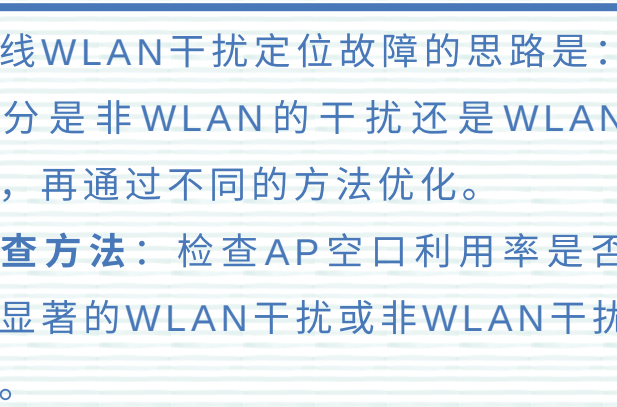 线WLAN干扰定位故障的思路是：
分是非WLAN的干扰还是WLAN
，再通过不同的方法优化。
查方法：检查AP空口利用率是否
显著的WLAN干扰或非WLAN干扰
。